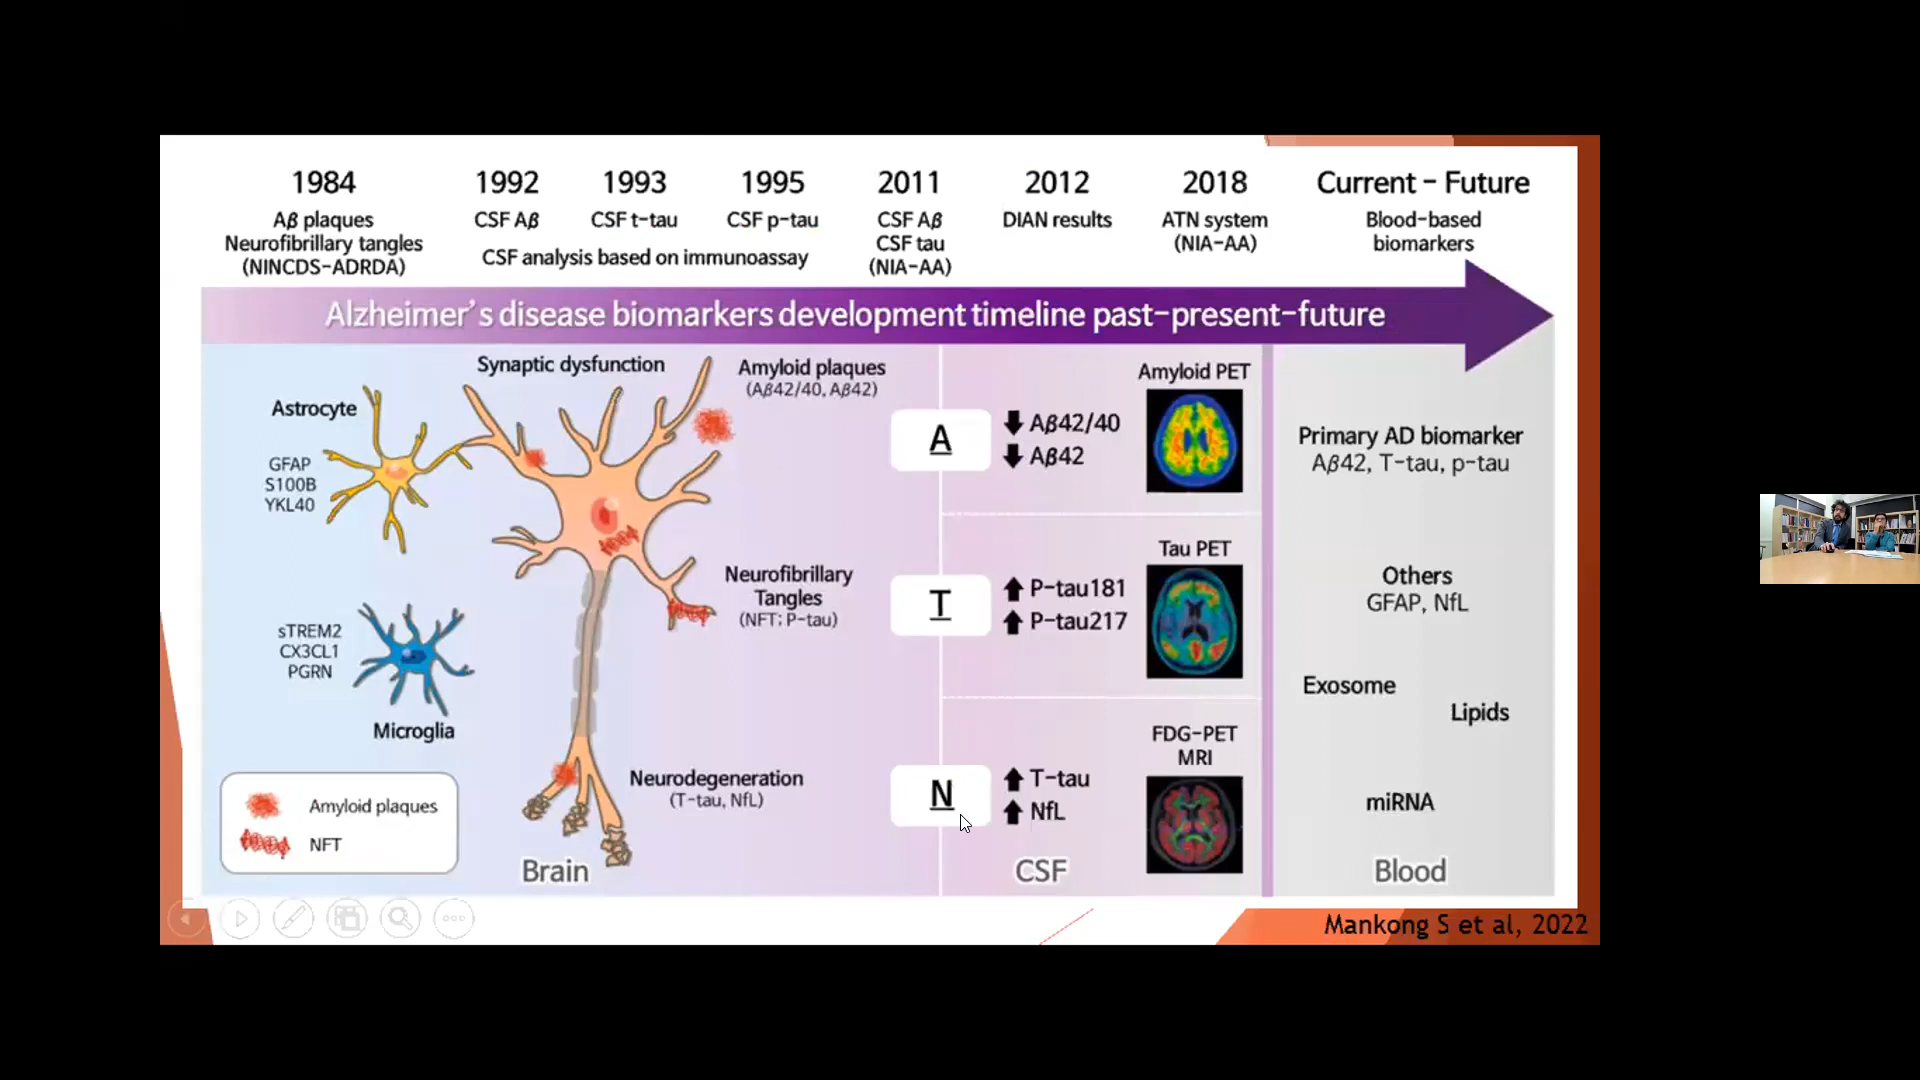 1984
Aβ plaques
Neurofibrillary tangles
(NINCDS-ADRDA)
1992
CSF Aβ
1993
CSF t-tau
1995
CSF p-tau
CSF analysis based on immunoassay
2011
CSF Aβ
CSF tau
(NIA-AA)
2012
DIAN results
2018
ATN system
(NIA-AA)
Current - Future
Blood-based
biomarkers
Alzheimer's disease biomarkers development timeline past-present-future
Astrocyte
GFAP
S100B
YKL40
Synaptic dysfunction
Amyloid plaques
(Aβ42/40, Aβ42)
sTREM2
CX3CL1
PGRN
Microglia
Neurofibrillary
Tangles
(NFT: P-tau)
Neurodegeneration
(T-tau, NfL)
Amyloid plaques
NFT
Brain
A
Aβ42/40
Aβ42
Amyloid PET
T
P-tau181
P-tau217
Tau PET
N
T-tau
NfL
FDG-PET
MRI
CSF
Primary AD biomarker
Aβ42, T-tau, p-tau
Others
GFAP, NfL
Exosome
Lipids
miRNA
Blood
Mankong S et al, 2022